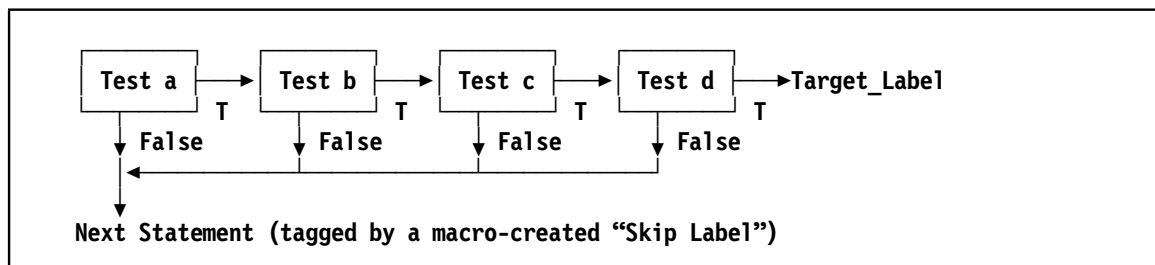 Test a Test b Test c Test d Target_Label
T T T T
False False False False
Next Statement (tagged by a macro-created “Skip Label”)